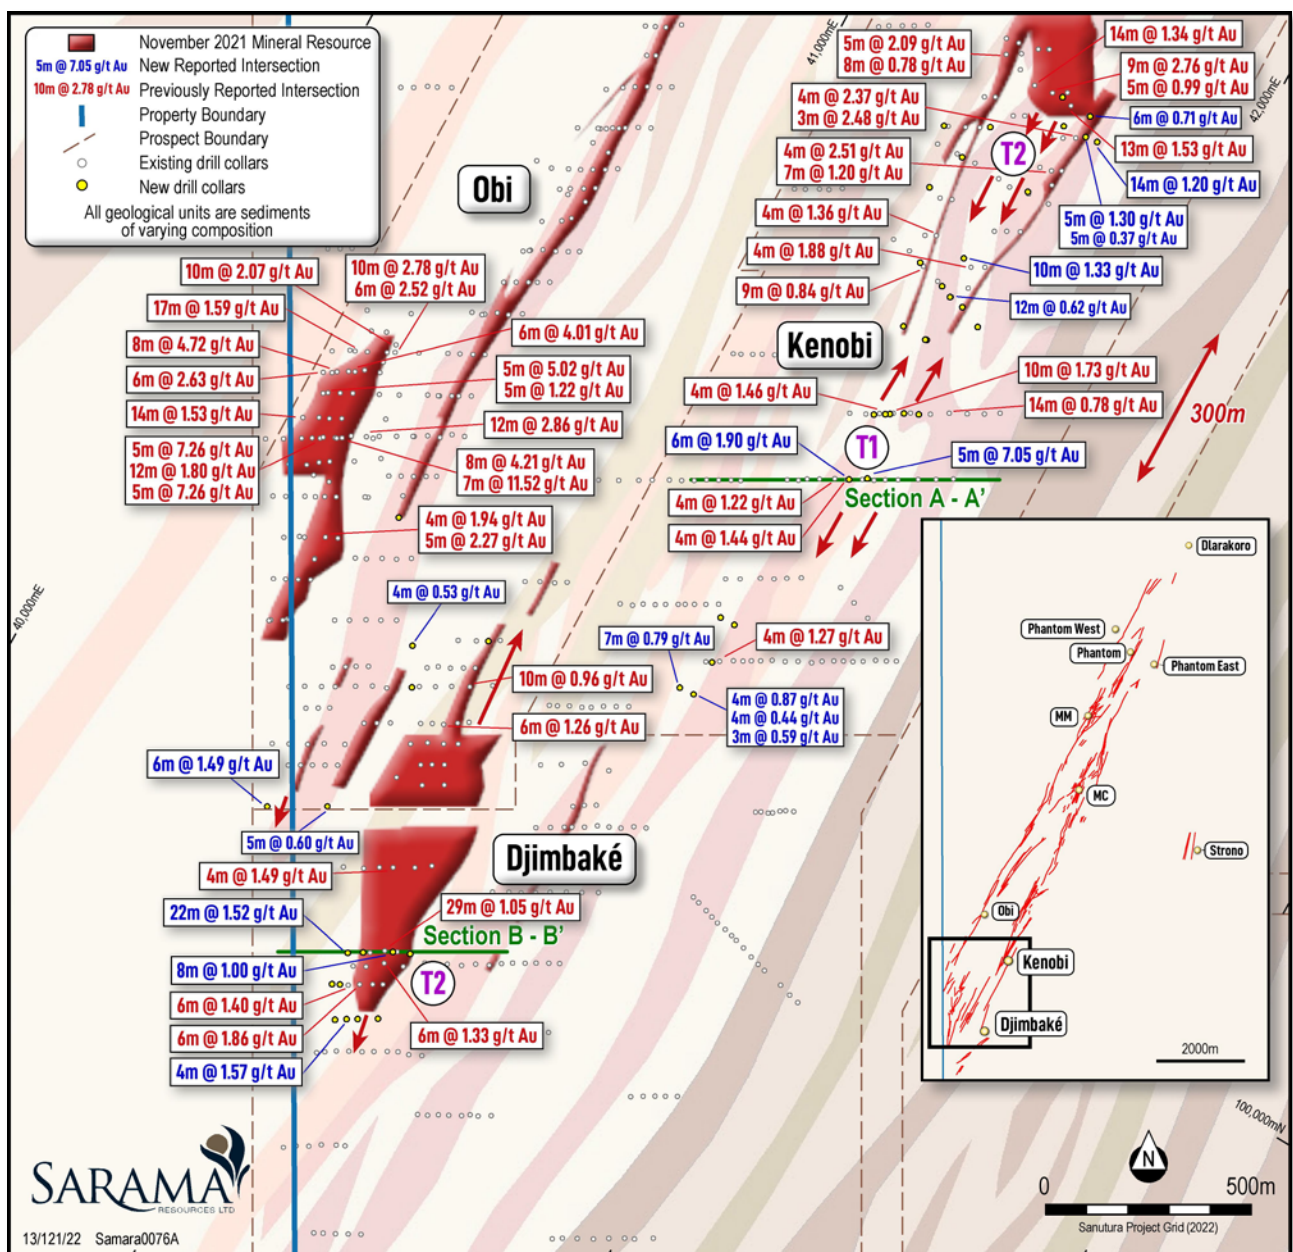 November 2021 Mineral Resource
5m @ 7.05 g/t Au New Reported Intersection
10m @ 2.78 g/t Au Previously Reported Intersection
Property Boundary
Prospect Boundary
Existing drill collars
New drill collars
All geological units are sediments
of varying composition
41,000mE
42,000mE
5m @ 2.09 g/t Au
8m @ 0.78 g/t Au
14m @ 1.34 g/t Au
9m @ 2.76 g/t Au
5m @ 0.99 g/t Au
4m @ 2.37 g/t Au
3m @ 2.48 g/t Au
6m @ 0.71 g/t Au
4m @ 2.51 g/t Au
7m @ 1.20 g/t Au
T2
13m @ 1.53 g/t Au
14m @ 1.20 g/t Au
Obi
4m @ 1.36 g/t Au
5m @ 1.30 g/t Au
5m @ 0.37 g/t Au
4m @ 1.88 g/t Au
10m @ 1.33 g/t Au
9m @ 0.84 g/t Au
12m @ 0.62 g/t Au
10m @ 2.07 g/t Au
10m @ 2.78 g/t Au
6m @ 2.52 g/t Au
17m @ 1.59 g/t Au
6m @ 4.01 g/t Au
8m @ 4.72 g/t Au
Kenobi
6m @ 2.63 g/t Au
5m @ 5.02 g/t Au
5m @ 1.22 g/t Au
4m @ 1.46 g/t Au
10m @ 1.73 g/t Au
14m @ 0.78 g/t Au
300m
14m @ 1.53 g/t Au
12m @ 2.86 g/t Au
5m @ 7.26 g/t Au
12m @ 1.80 g/t Au
5m @ 7.26 g/t Au
8m @ 4.21 g/t Au
7m @ 11.52 g/t Au
6m @ 1.90 g/t Au
T1
5m @ 7.05 g/t Au
4m @ 1.22 g/t Au
Section A - A'
4m @ 1.94 g/t Au
5m @ 2.27 g/t Au
4m @ 1.44 g/t Au
40,000mE
4m @ 0.53 g/t Au
7m @ 0.79 g/t Au
4m @ 1.27 g/t Au
10m @ 0.96 g/t Au
4m @ 0.87 g/t Au
4m @ 0.44 g/t Au
3m @ 0.59 g/t Au
6m @ 1.26 g/t Au
6m @ 1.49 g/t Au
5m @ 0.60 g/t Au
Djimbaké
4m @ 1.49 g/t Au
22m @ 1.52 g/t Au
29m @ 1.05 g/t Au
Section B - B'
8m @ 1.00 g/t Au
T2
6m @ 1.40 g/t Au
6m @ 1.86 g/t Au
6m @ 1.33 g/t Au
4m @ 1.57 g/t Au
Dlarakoro
Phantom West
Phantom
Phantom East
MM
MC
Strono
Obi
Kenobi
Djimbaké
2000m
100,000mN
N
0 500m
Sanutura Project Grid (2022)
SARAMA
RESOURCES LTD
13/121/22 Samara0076A